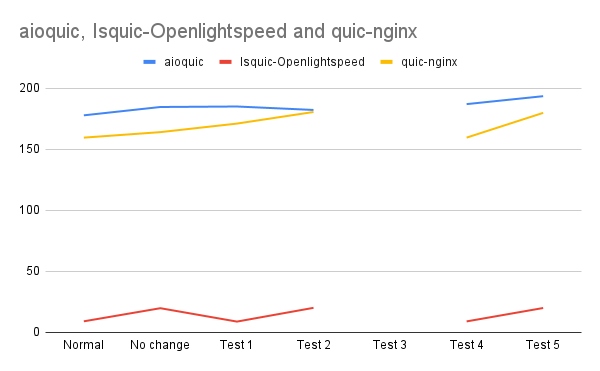 aioquic, lsquic-Openlightspeed and quic-nginx
aioquic lsquic-Openlightspeed quic-nginx
200
150
100
50
0
Normal No change Test 1 Test 2 Test 3 Test 4 Test 5